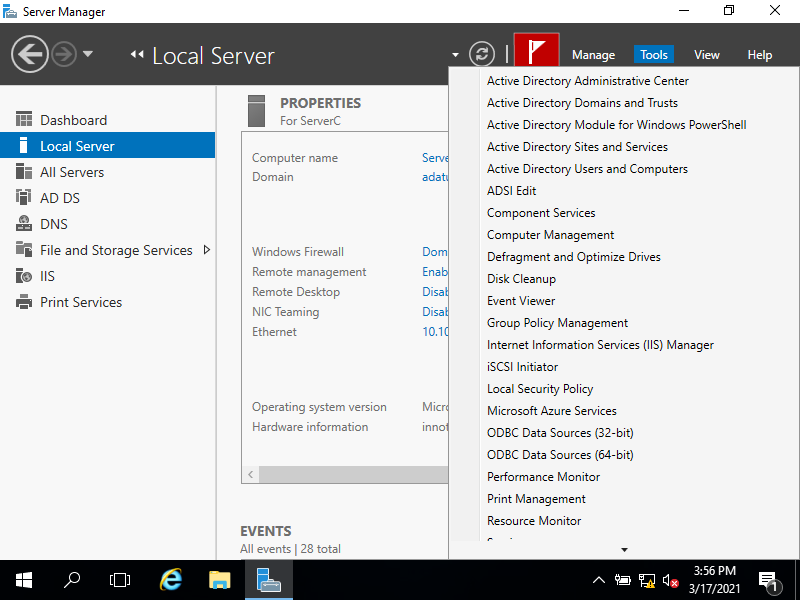 Server Manager
Local Server
Manage
Tools
View
Help
Dashboard
Local Server
All Servers
AD DS
DNS
File and Storage Services
IIS
Print Services
PROPERTIES
For ServerC
Computer name Serve
Domain adatu
Windows Firewall Dom
Remote management Enab
Remote Desktop Disab
NIC Teaming Disab
Ethernet 10.10
Operating system version Micro
Hardware information innot
EVENTS
All events | 28 total
Active Directory Administrative Center
Active Directory Domains and Trusts
Active Directory Module for Windows PowerShell
Active Directory Sites and Services
Active Directory Users and Computers
ADSI Edit
Component Services
Computer Management
Defragment and Optimize Drives
Disk Cleanup
Event Viewer
Group Policy Management
Internet Information Services (IIS) Manager
iSCSI Initiator
Local Security Policy
Microsoft Azure Services
ODBC Data Sources (32-bit)
ODBC Data Sources (64-bit)
Performance Monitor
Print Management
Resource Monitor
3:56 PM
3/17/2021
1